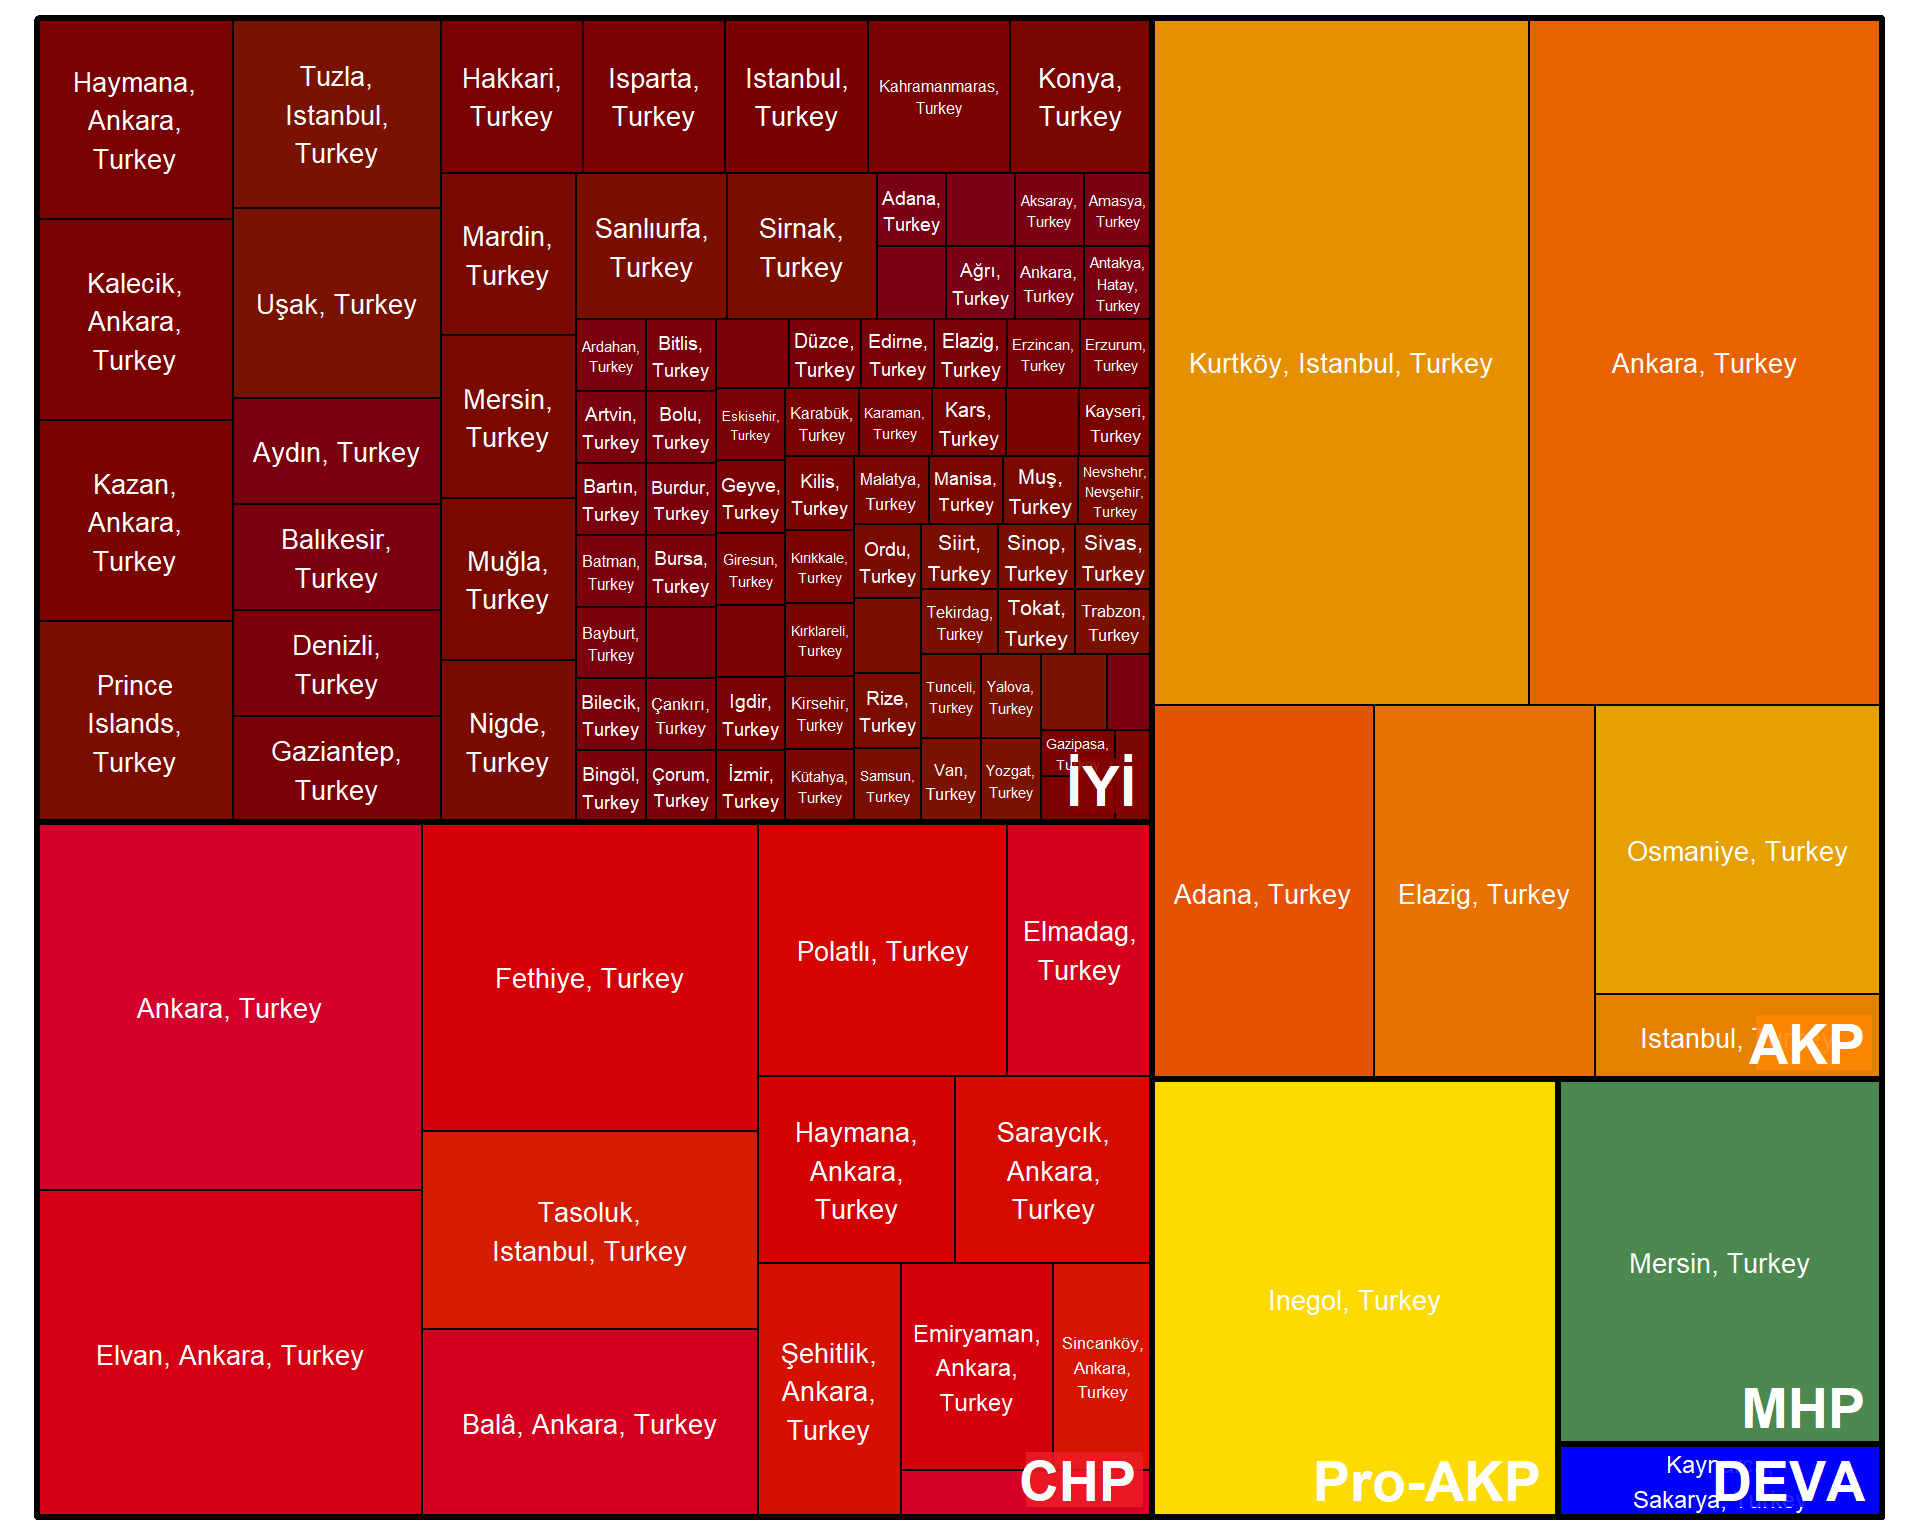 Haymana,
Ankara,
Turkey
Kalecik,
Ankara,
Turkey
Kazan,
Ankara,
Turkey
Prince
Islands,
Turkey
Tuzla,
Istanbul,
Turkey
Uşak, Turkey
Aydın, Turkey
Balıkesir,
Turkey
Denizli,
Turkey
Gaziantep,
Turkey
Hakkari,
Turkey
Isparta,
Turkey
Istanbul,
Turkey
Kahramanmaras,
Turkey
Konya,
Turkey
Mardin,
Turkey
Mersin,
Turkey
Muğla,
Turkey
Nigde,
Turkey
Sanlıurfa,
Turkey
Sirnak,
Turkey
Adana,
Turkey
Aksaray,
Turkey
Amasya,
Turkey
Ağrı,
Turkey
Ankara,
Turkey
Antakya,
Hatay,
Turkey
Ardahan,
Turkey
Artvin,
Turkey
Bartın,
Turkey
Batman,
Turkey
Bayburt,
Turkey
Bilecik,
Turkey
Bingöl,
Turkey
Bitlis,
Turkey
Bolu,
Turkey
Burdur,
Turkey
Bursa,
Turkey
Çankırı,
Turkey
Çorum,
Turkey
Düzce,
Turkey
Edirne,
Turkey
Elazig,
Turkey
Erzincan,
Turkey
Erzurum,
Turkey
Eskisehir,
Turkey
Geyve,
Turkey
Giresun,
Turkey
Igdir,
Turkey
İzmir,
Turkey
Karabük,
Turkey
Karaman,
Turkey
Kars,
Turkey
Kayseri,
Turkey
Kilis,
Turkey
Kırıkkale,
Turkey
Kırklareli,
Turkey
Kirsehir,
Turkey
Kütahya,
Turkey
Malatya,
Turkey
Manisa,
Turkey
Muş,
Turkey
Nevshehr,
Nevşehir,
Turkey
Ordu,
Turkey
Rize,
Turkey
Samsun,
Turkey
Siirt,
Turkey
Sinop,
Turkey
Sivas,
Turkey
Tekirdag,
Turkey
Tokat,
Turkey
Trabzon,
Turkey
Tunceli,
Turkey
Van,
Turkey
Yalova,
Turkey
Yozgat,
Turkey
Gazipasa,
İYİ
Ankara, Turkey
Elvan, Ankara, Turkey
Fethiye, Turkey
Tasoluk,
Istanbul, Turkey
Balâ, Ankara, Turkey
Polatlı, Turkey
Elmadag,
Turkey
Haymana,
Ankara,
Turkey
Saraycık,
Ankara,
Turkey
Şehitlik,
Ankara,
Turkey
Emiryaman,
Ankara,
Turkey
Sincanköy,
Ankara,
Turkey
CHP
Kurtköy, Istanbul, Turkey
Ankara, Turkey
Adana, Turkey
Elazig, Turkey
Osmaniye, Turkey
Istanbul,
AKP
Inegol, Turkey
Pro-AKP
Mersin, Turkey
MHP
Sakarya,
DEVA